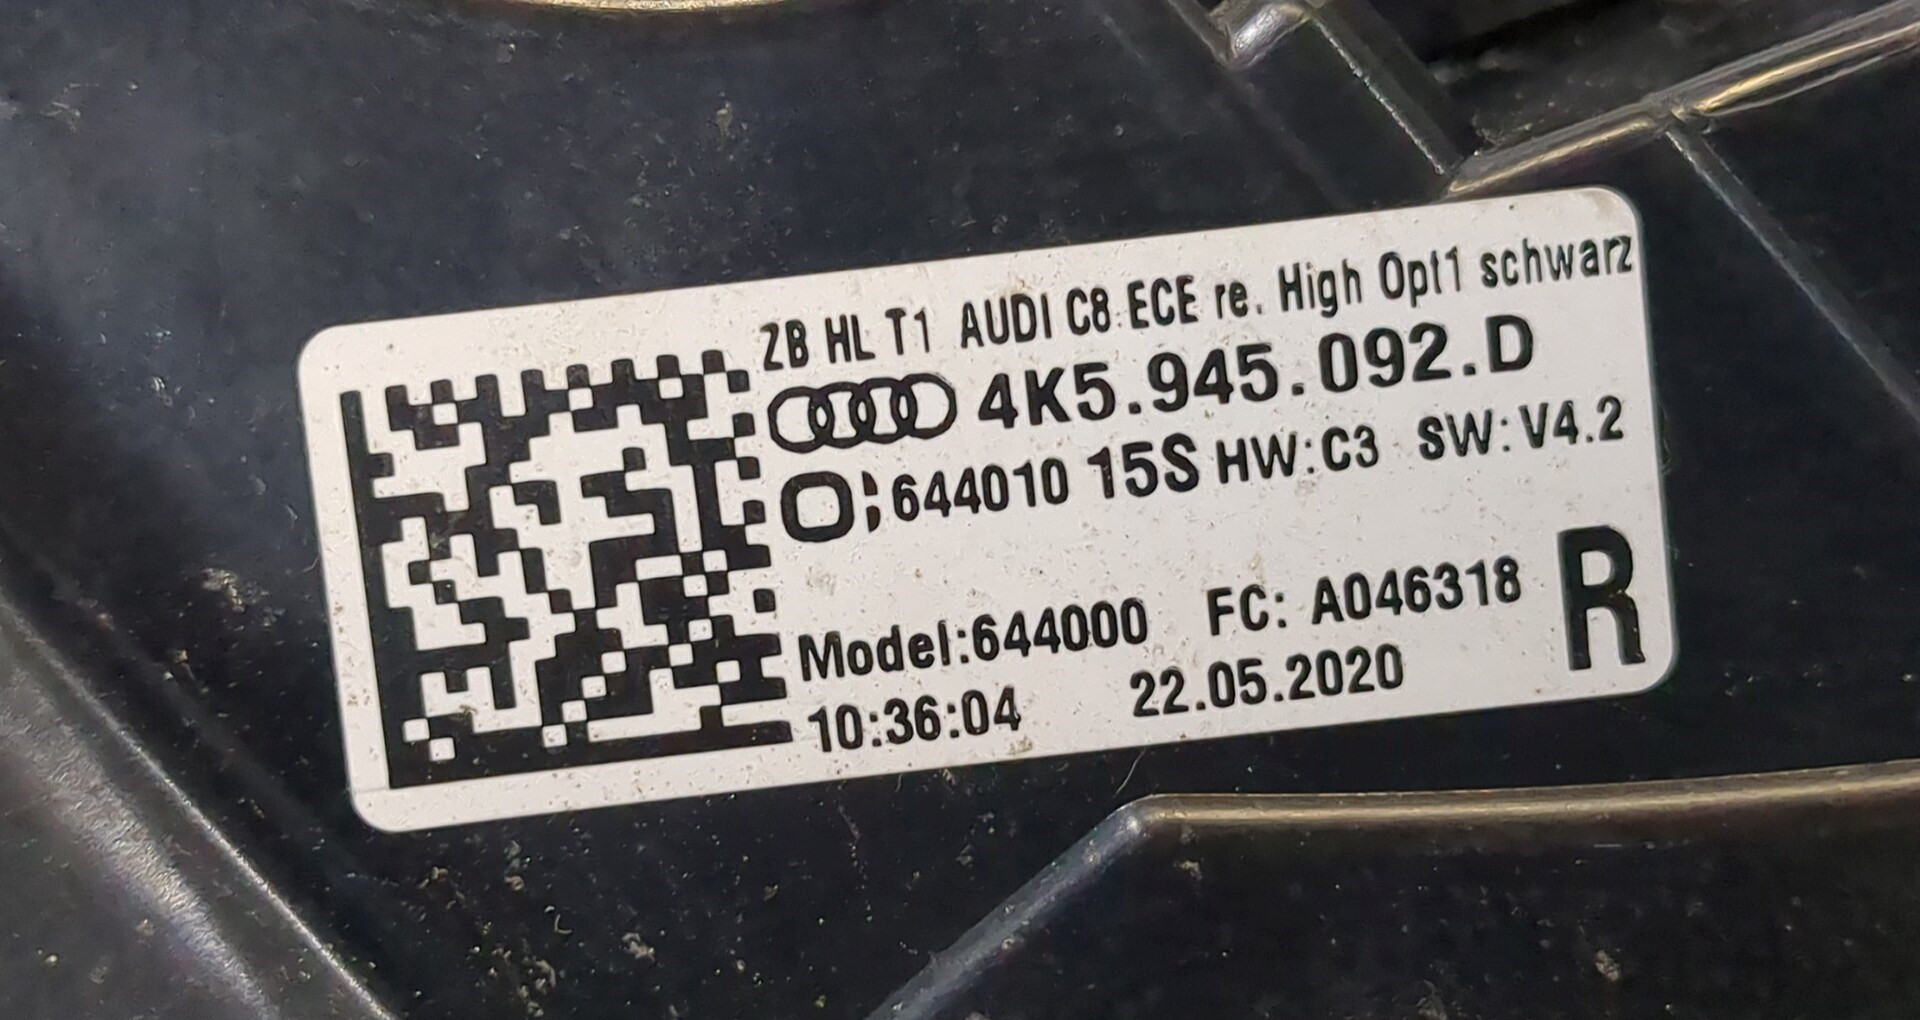 ZB HL T1 AUDI C8 ECE re. High Opt1 schwarz
4K5.945.092.D
644010 15S HW:C3 SW:V4.2
Model:644000 FC: A046318 R
10:36:04 22.05.2020